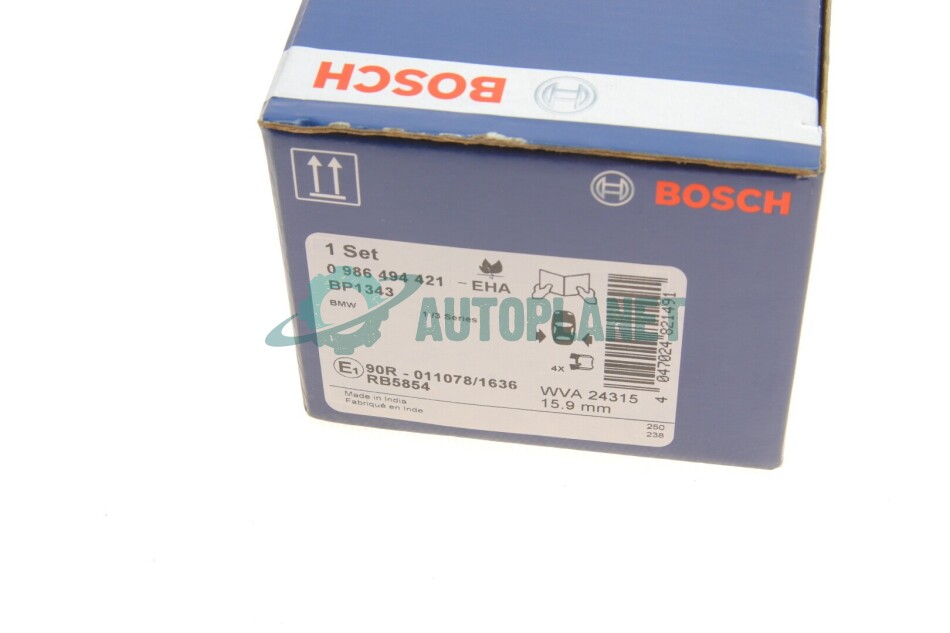 BOSCH
BOSCH
1 Set
0 986 494 421 - EHA
BP1343
BMW
1/3 Series
AUTOPLANET
4X
E1 90R - 011078/1636
RB5854
WVA 24315
15.9 mm
Made in India
Fabriqué en Inde
250
238
4 047024 821491